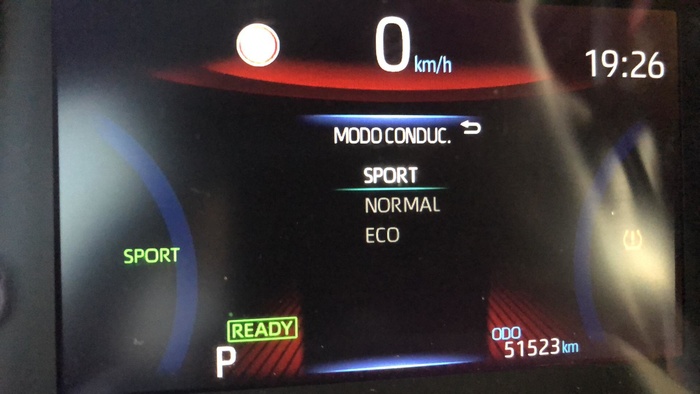 0 km/h
19:26
MODO CONDUC.
SPORT
NORMAL
ECO
SPORT
READY
P
ODO
51523 km